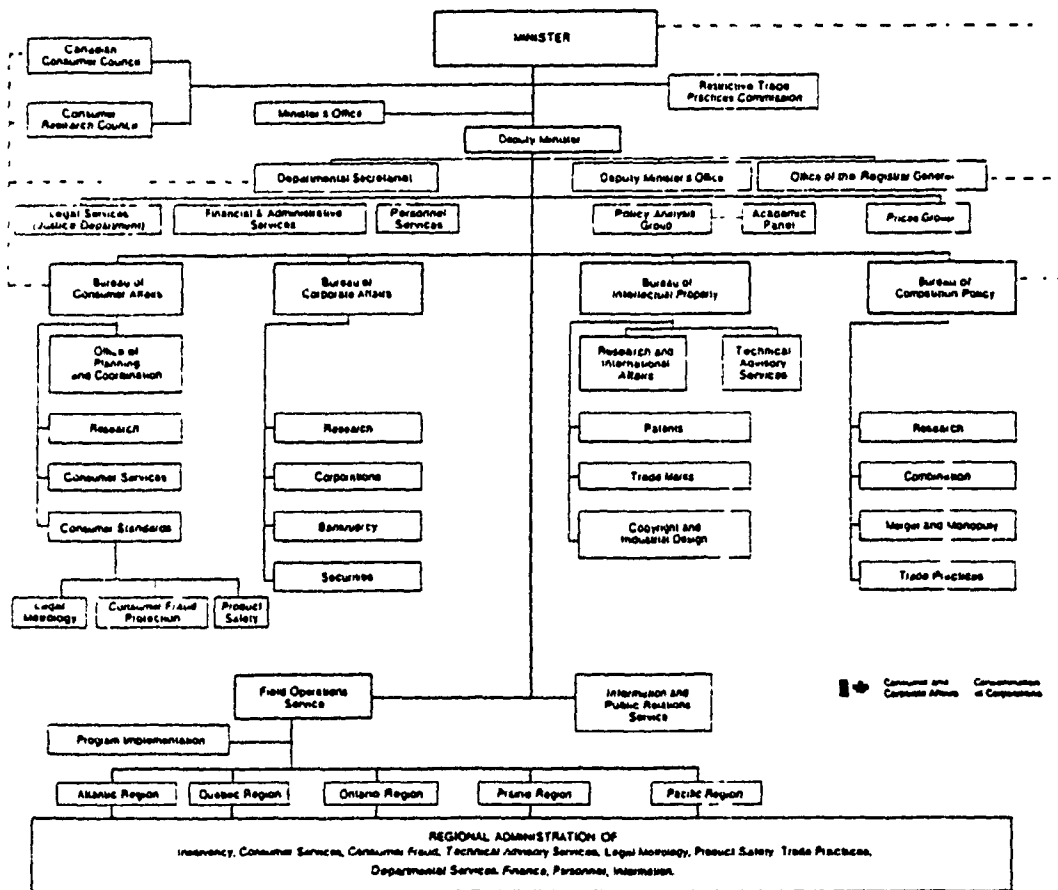 MINISTER
Canadian
Consumer Council
Restrictive Trade
Practices Commission
Consumer
Research Council
Minister's Office
Deputy Minister
Departmental Secretariat
Deputy Minister's Office
Office of the Registrar General
Legal Services
(Justice Department)
Financial & Administrative
Services
Personnel
Services
Policy Analysis
Group
Academic
Panel
Prices Group
Bureau of
Consumer Affairs
Bureau of
Corporate Affairs
Bureau of
Intellectual Property
Bureau of
Competition Policy
Office of
Planning
and Coordination
Research and
International
Affairs
Technical
Advisory
Services
Research
Research
Patents
Research
Consumer Services
Corporations
Trade Marks
Combination
Consumer Standards
Bankruptcy
Copyright and
Industrial Design
Merger and Monopoly
Securities
Trade Practices
Legal
Metrology
Consumer Fraud
Protection
Product
Safety
Field Operations
Service
Information and
Public Relations
Service
Consumer and
Corporate Affairs
Consommation
et Corporations
Program Implementation
Atlantic Region
Quebec Region
Ontario Region
Prairie Region
Pacific Region
REGIONAL ADMINISTRATION OF
Insolvency, Consumer Services, Consumer Fraud, Technical Advisory Services, Legal Metrology, Product Safety, Trade Practices,
Departmental Services, Finance, Personnel, Information.